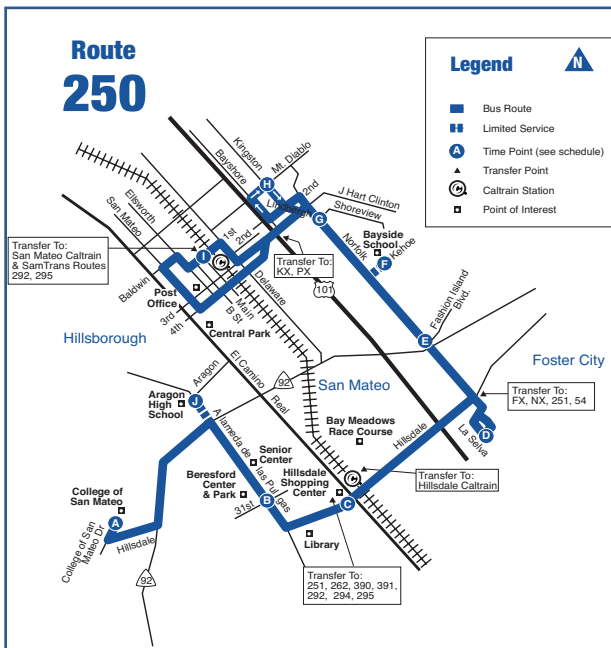 Route
250
Legend
N
Bus Route
Limited Service
A
Time Point (see schedule)
Transfer Point
C
Caltrain Station
Point of Interest
Kingston
Bayshore
Mt. Diablo
H
2nd
Lindbergh
J Hart Clinton
Shoreview
G
Norfolk
Bayside
School
F
Kehoe
Ellsworth
San Mateo
1st
2nd
I
C
Transfer To:
San Mateo Caltrain
& SamTrans Routes
292, 295
Transfer To:
KX, PX
101
Baldwin
Post
Office
3rd
4th
B St
Main
Delaware
Central Park
Fashion Island
Blvd.
E
Hillsborough
El Camino
Real
92
San Mateo
Foster City
Aragon
J
Aragon
High
School
Transfer To:
FX, NX, 251, 54
D
La Selva
Alameda de
las Pulgas
Bay Meadows
Race Course
Hillsdale
Senior
Center
Beresford
Center
& Park
31st
B
Hillsdale
Shopping
Center
C
C
Transfer To:
Hillsdale Caltrain
College of
San Mateo
A
College of San
Mateo Dr
Hillsdale
92
Library
Transfer To:
251, 262, 390, 391,
292, 294, 295